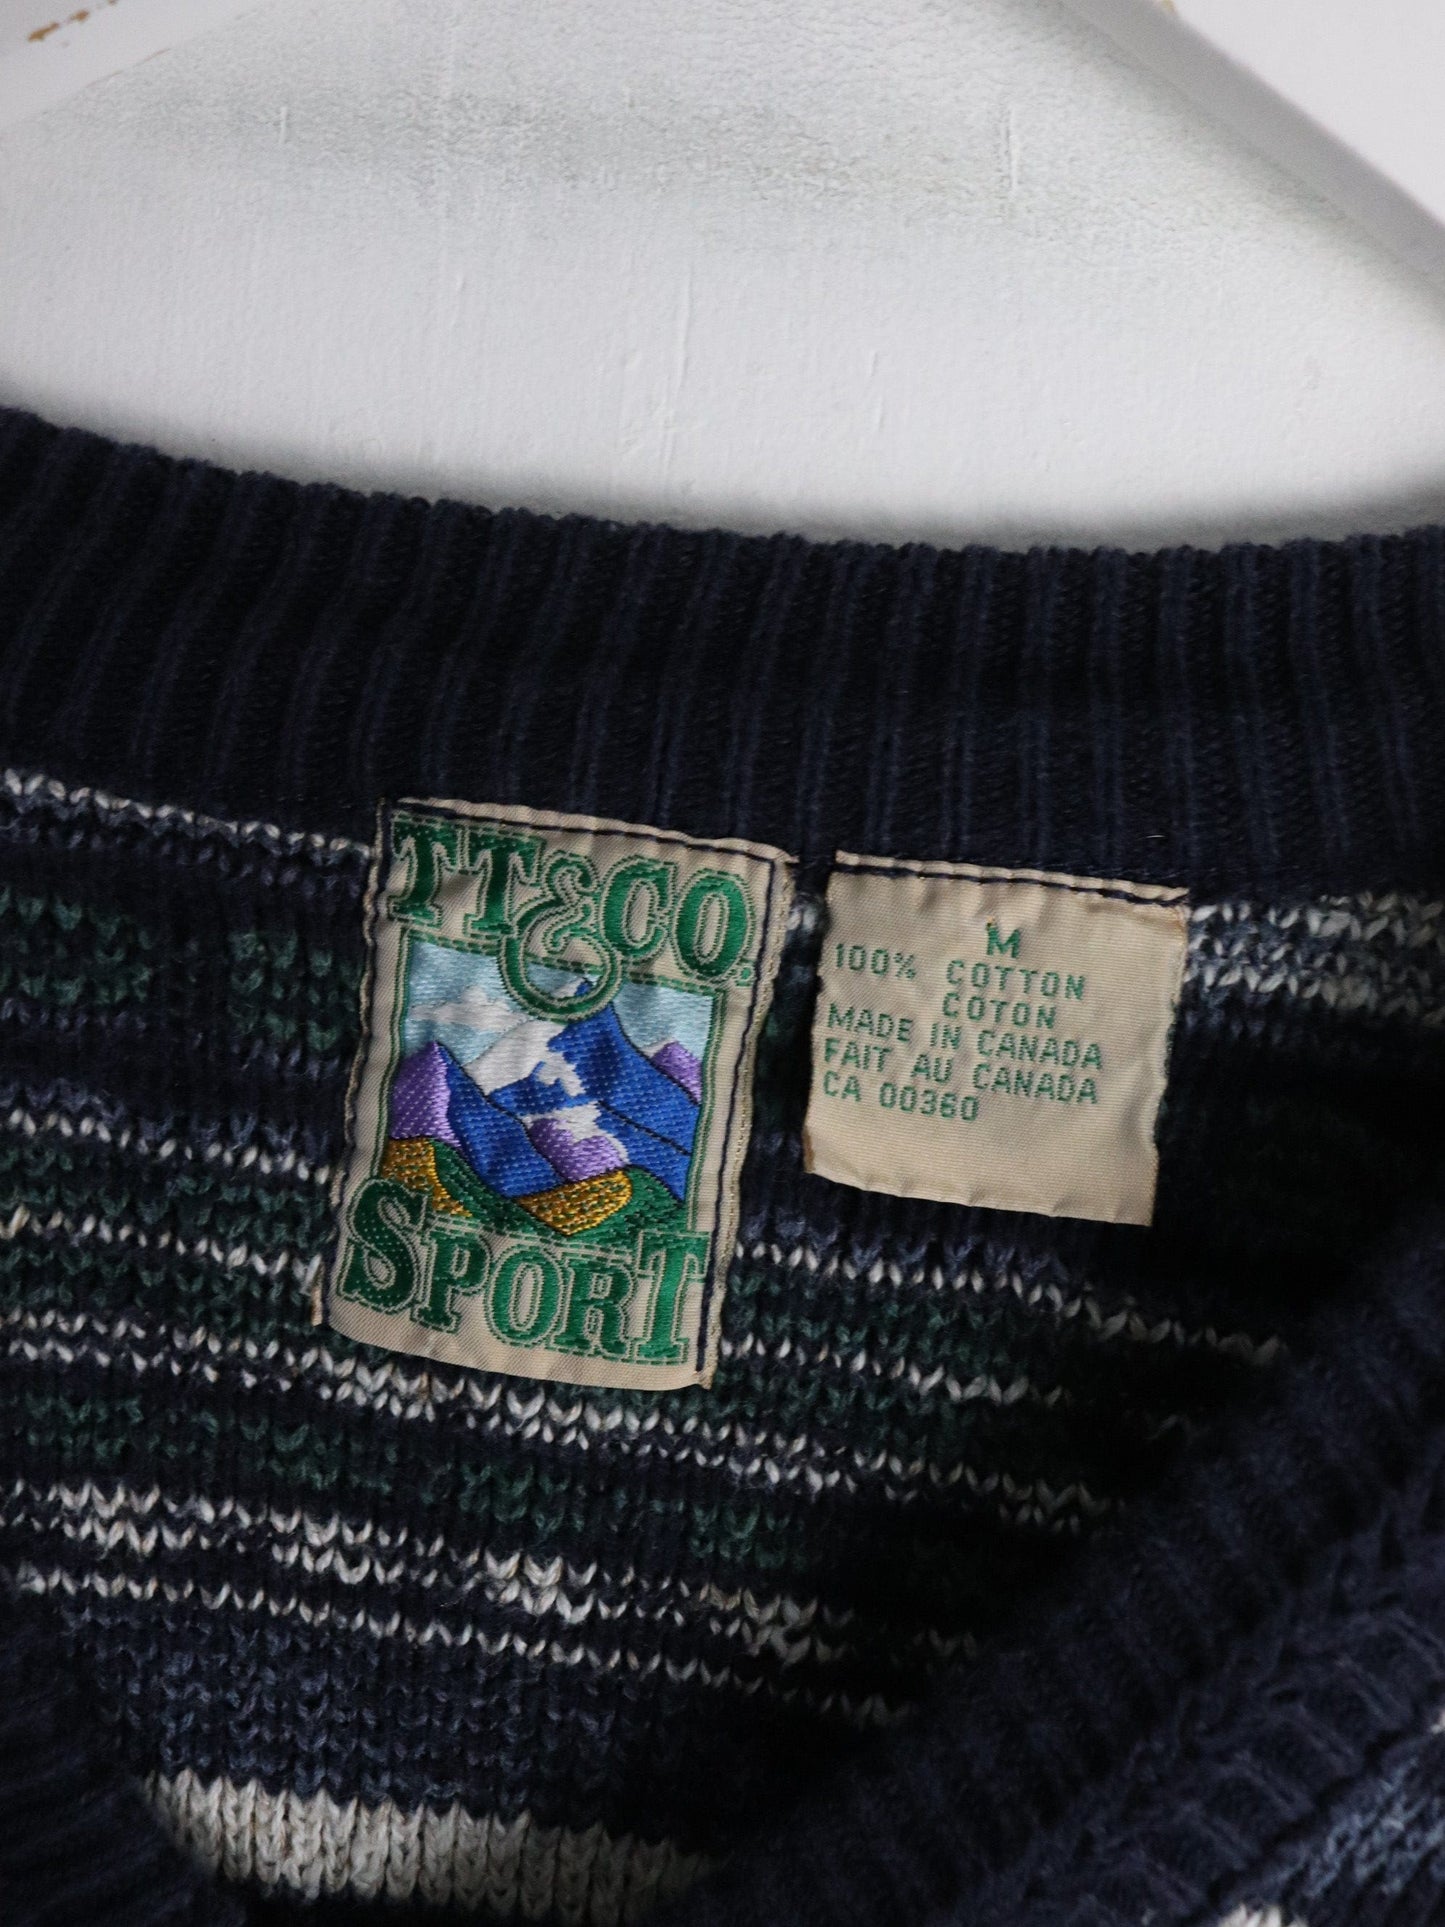 TT&CO.
SPORT
M
100% COTTON
COTON
MADE IN CANADA
FAIT AU CANADA
CA 00360